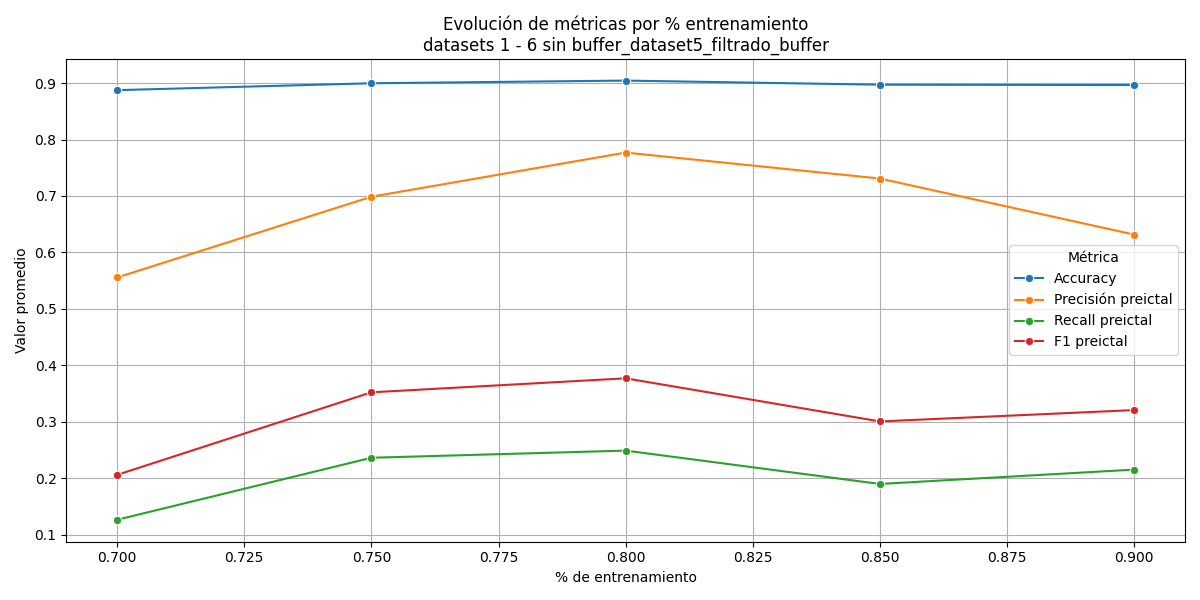 Evolución de métricas por % entrenamiento
datasets 1 - 6 sin buffer_dataset5_filtrado_buffer
Valor promedio
0.9
0.8
0.7
0.6
0.5
0.4
0.3
0.2
0.1
Métrica
Accuracy
Precisión preictal
Recall preictal
F1 preictal
0.700 0.725 0.750 0.775 0.800 0.825 0.850 0.875 0.900
% de entrenamiento